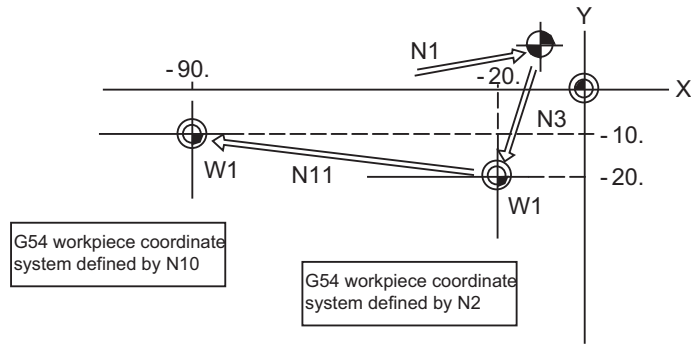 Y
N1
-90.
-20.
X
N3
-10.
W1
N11
-20.
W1
G54 workpiece coordinate
system defined by N10
G54 workpiece coordinate
system defined by N2